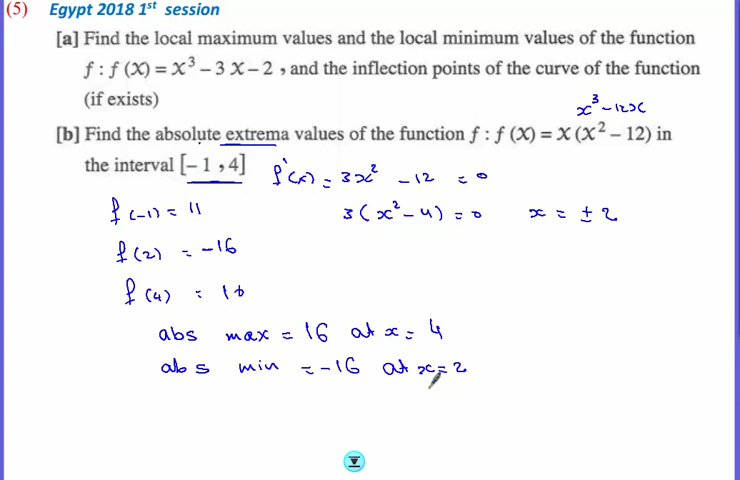 (5) Egypt 2018 1st session
[a] Find the local maximum values and the local minimum values of the function
f : f (X) = X³ – 3 X – 2 , and the inflection points of the curve of the function
(if exists)
x³ – 12x
[b] Find the absolute extrema values of the function f : f (X) = X (X² – 12) in
the interval [– 1 , 4]
f'(x) = 3x² – 12 = 0
f(-1) = 11
3(x² – 4) = 0 x = ± 2
f(2) = –16
f(4) = 16
abs max = 16 at x = 4
abs min = –16 at x = 2